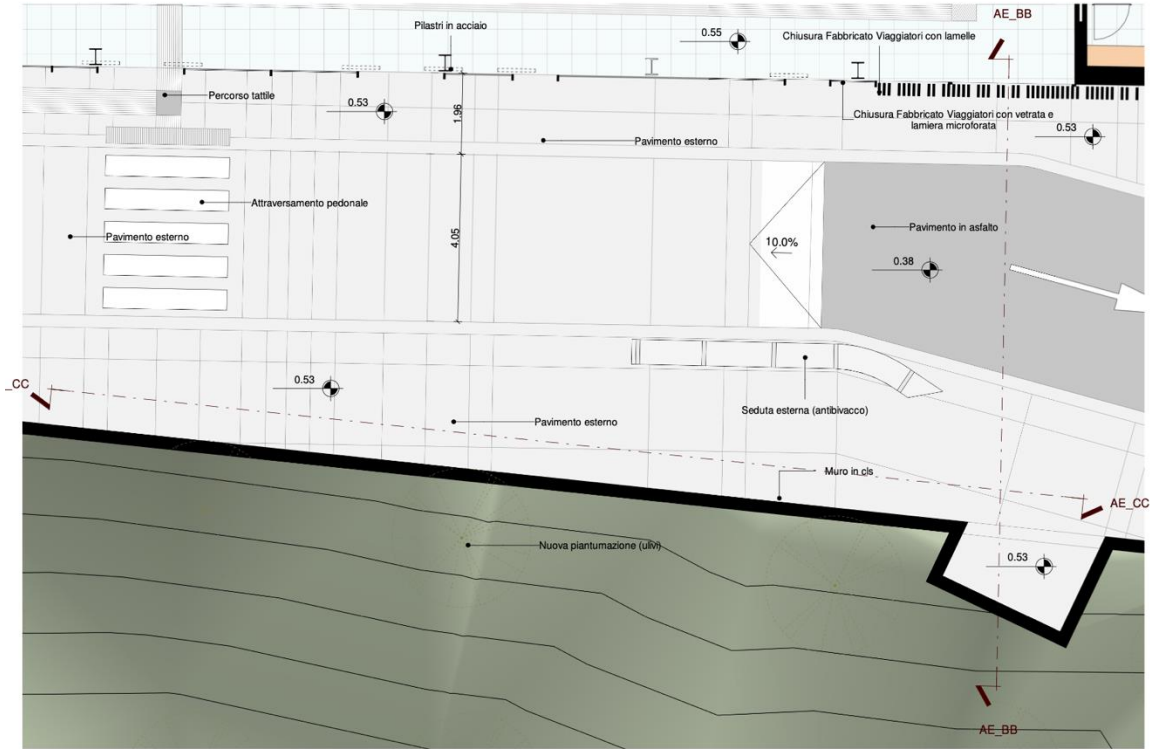 AE_BB
Pilastri in acciaio
0.55
Chiusura Fabbricato Viaggiatori con lamelle
Percorso tattile
0.53
1.96
Chiusura Fabbricato Viaggiatori con vetrata e
lamiera microforata
0.53
Pavimento esterno
Attraversamento pedonale
Pavimento esterno
4.05
10.0%
Pavimento in asfalto
0.38
_CC
0.53
Seduta esterna (antibivacco)
Pavimento esterno
Muro in cls
AE_CC
Nuova piantumazione (ulivi)
0.53
AE_BB